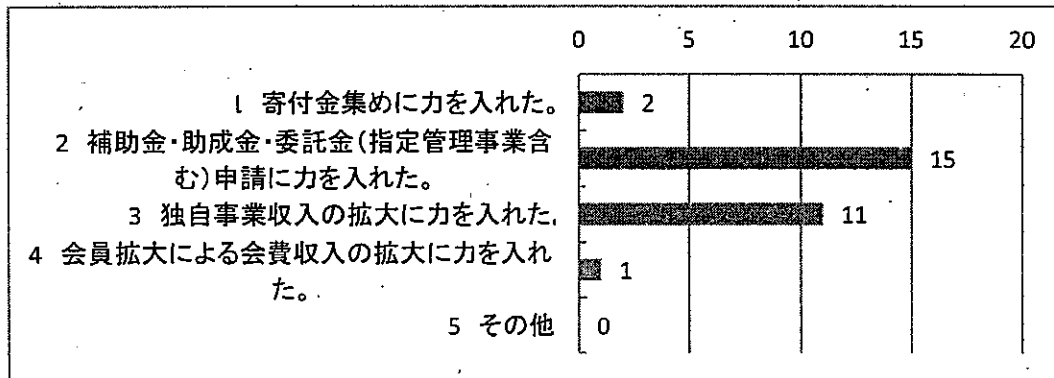 0 5 10 15 20
1 寄付金集めに力を入れた。 2
2 補助金・助成金・委託金(指定管理事業含
む)申請に力を入れた。 15
3 独自事業収入の拡大に力を入れた。 11
4 会員拡大による会費収入の拡大に力を入れ
た。 1
5 その他 0